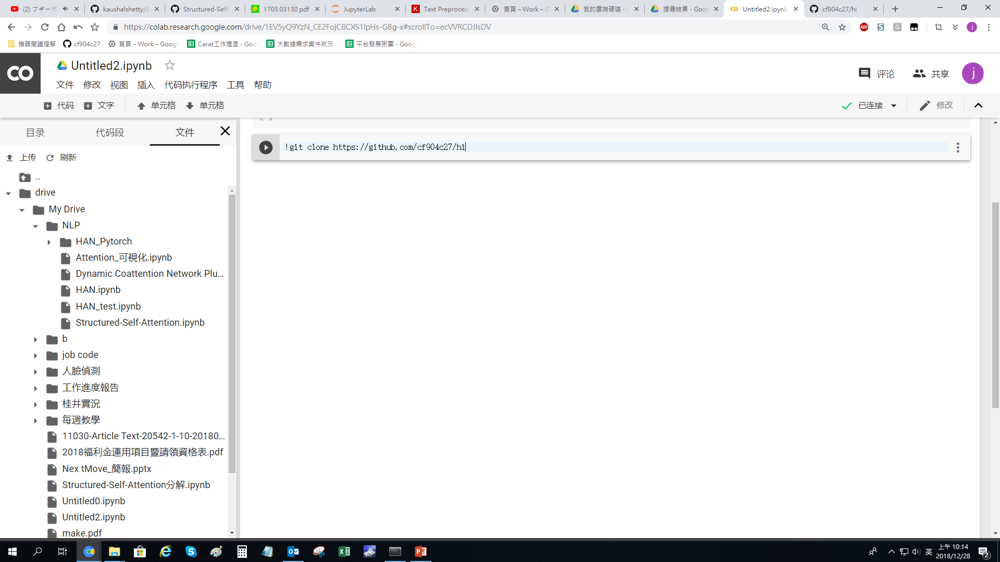 (2) ブギーボ
kaushalshetty/S
Structured-Self-
1703.03130.pdf
JupyterLab
Text Preprocess
首頁 – Work – G
我的雲端硬碟 - G
搜尋結果 - Goog
Untitled2.ipynb
cf904c27/hi
https://colab.research.google.com/drive/1EV5yQ9YzN_CE2FojCBCXS1IpHs-GBg-x#scrollTo=ecVVRCDJIsDV
機器閱讀理解
cf904c27
首頁 – Work – Googl
Carat工作進度 - Goo
大數據需求案件狀況 -
平台發展揪團 - Goog
Untitled2.ipynb
评论
共享
j
文件 修改 视图 插入 代码执行程序 工具 帮助
代码 文字 单元格 单元格
已连接
修改
目录 代码段 文件
!git clone https://github.com/cf904c27/hi
上传 刷新
..
drive
My Drive
NLP
HAN_Pytorch
Attention_可視化.ipynb
Dynamic Coattention Network Plu...
HAN.ipynb
HAN_test.ipynb
Structured-Self-Attention.ipynb
b
job code
人臉偵測
工作進度報告
桂井實況
每週教學
11030-Article Text-20542-1-10-20180...
2018福利金運用項目暨請領資格表.pdf
Nex tMove_簡報.pptx
Structured-Self-Attention分解.ipynb
Untitled0.ipynb
Untitled2.ipynb
make.pdf
英
上午 10:14
2018/12/28
2